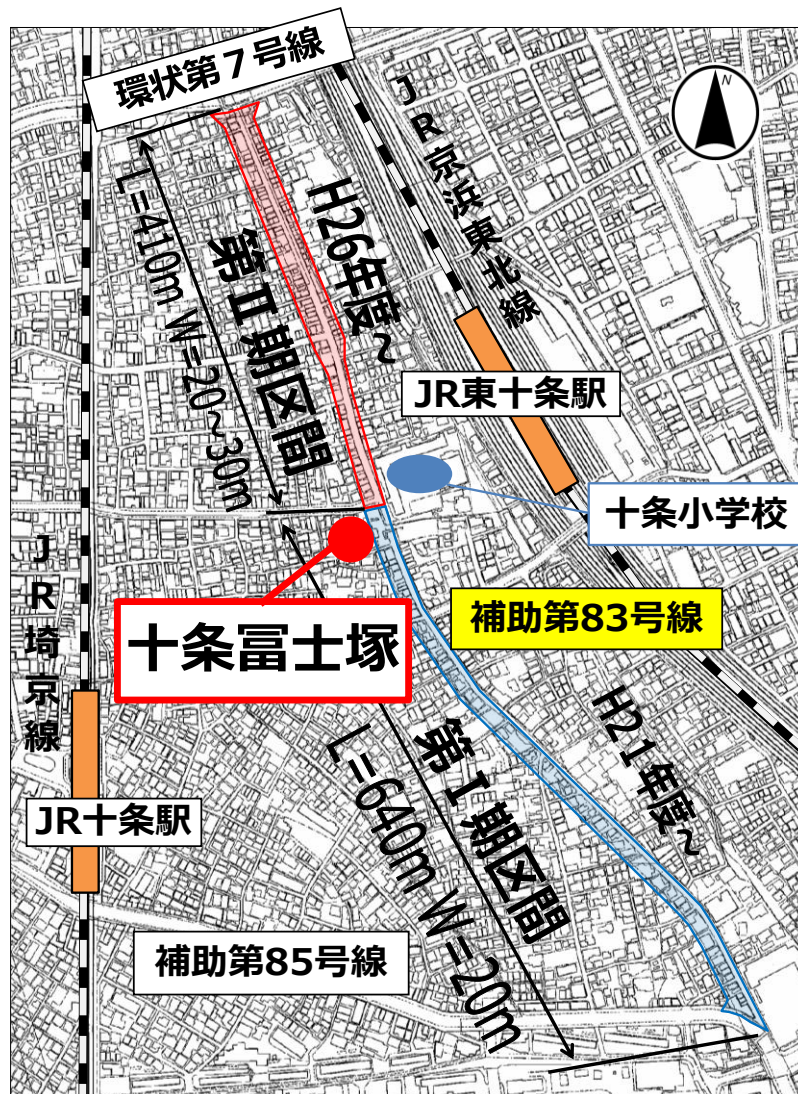 環状第７号線
N
JR京浜東北線
H26年度~
第Ⅱ期区間
L=410m W=20~30m
JR東十条駅
十条小学校
十条冨士塚
補助第83号線
JR埼京線
H21年度~
第Ⅰ期区間
L=640m W=20m
JR十条駅
補助第85号線